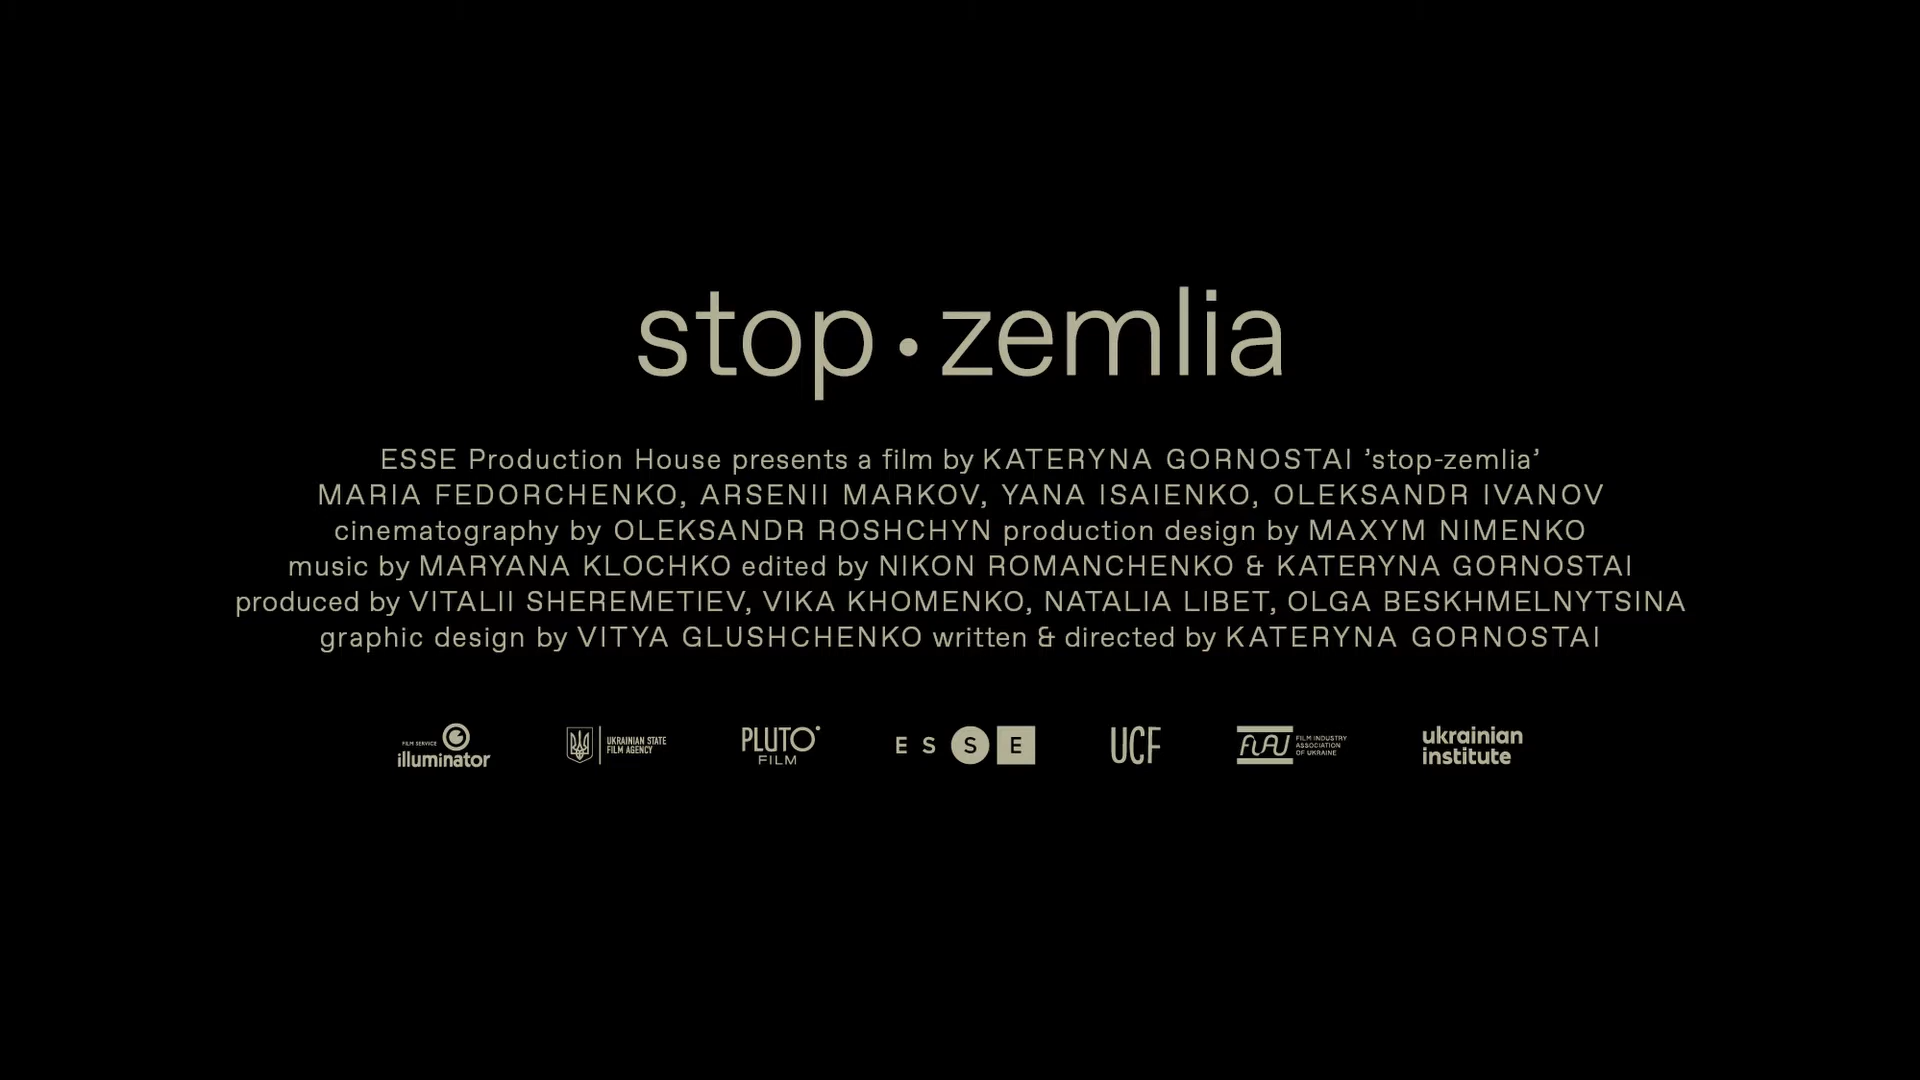 stop · zemlia
ESSE Production House presents a film by KATERYNA GORNOSTAI ’stop-zemlia’
MARIA FEDORCHENKO, ARSENII MARKOV, YANA ISAIENKO, OLEKSANDR IVANOV
cinematography by OLEKSANDR ROSHCHYN production design by MAXYM NIMENKO
music by MARYANA KLOCHKO edited by NIKON ROMANCHENKO & KATERYNA GORNOSTAI
produced by VITALII SHEREMETIEV, VIKA KHOMENKO, NATALIA LIBET, OLGA BESKHMELNYTSINA
graphic design by VITYA GLUSHCHENKO written & directed by KATERYNA GORNOSTAI
FILM SERVICE
illuminator
UKRAINIAN STATE
FILM AGENCY
PLUTO
FILM
E S S E
UCF
FILM INDUSTRY
ASSOCIATION
OF UKRAINE
ukrainian
institute